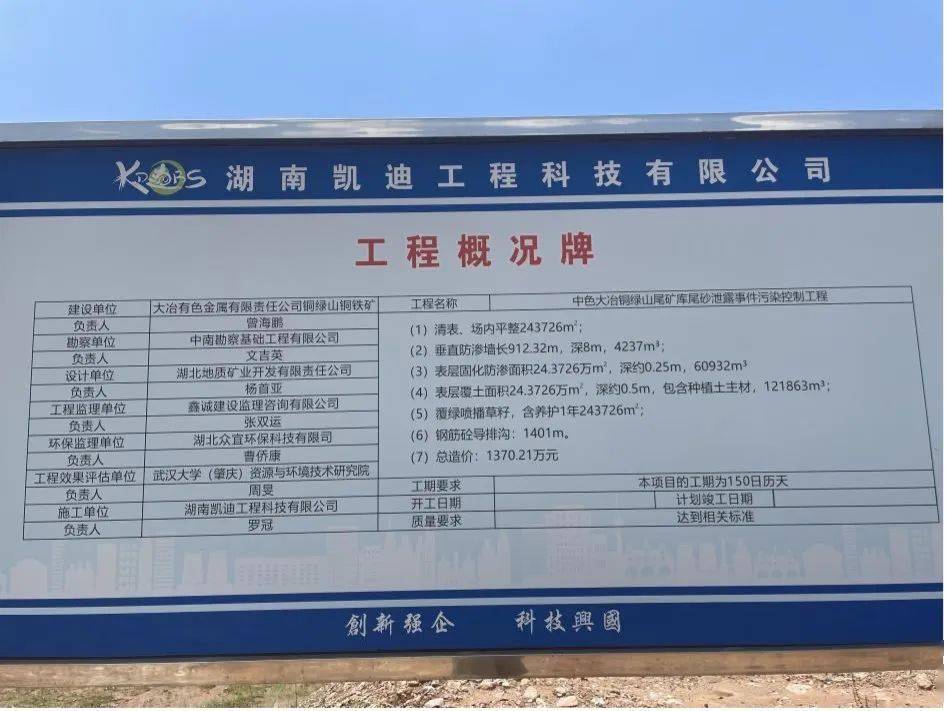 KDOOFS 湖南凯迪工程科技有限公司
工程概况牌
建设单位 大冶有色金属有限责任公司铜绿山铜铁矿 工程名称 中色大冶铜绿山尾矿库尾砂泄露事件污染控制工程
负责人 曾海鹏
勘察单位 中南勘察基础工程有限公司
负责人 文吉英
设计单位 湖北地质矿业开发有限责任公司
负责人 杨首亚
工程监理单位 鑫诚建设监理咨询有限公司
负责人 张双运
环保监理单位 湖北众宜环保科技有限公司
负责人 曹侨康
工程效果评估单位 武汉大学（肇庆）资源与环境技术研究院
负责人 周旻
施工单位 湖南凯迪工程科技有限公司
负责人 罗冠
（1）清表、场内平整243726m²；
（2）垂直防渗墙长912.32m，深8m，4237m³；
（3）表层固化防渗面积24.3726万m²，深约0.25m，60932m³
（4）表层覆土面积24.3726万m²，深约0.5m，包含种植土主材，121863m³；
（5）覆绿喷播草籽，含养护1年243726m²；
（6）钢筋砼导排沟：1401m。
（7）总造价：1370.21万元
工期要求 本项目的工期为150日历天
开工日期 计划竣工日期
质量要求 达到相关标准
創新强企 科技興國